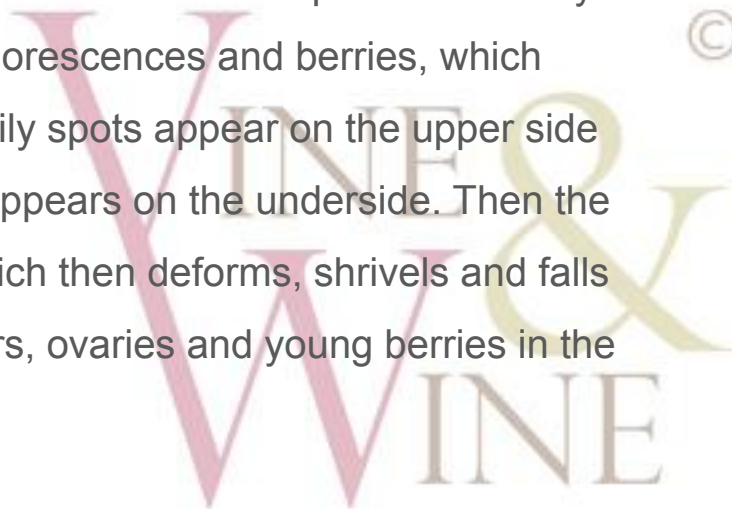 orescences and berries, which
ily spots appear on the upper side
ppears on the underside. Then the
ich then deforms, shrivels and falls
rs, ovaries and young berries in the
©
VINE
&
WINE